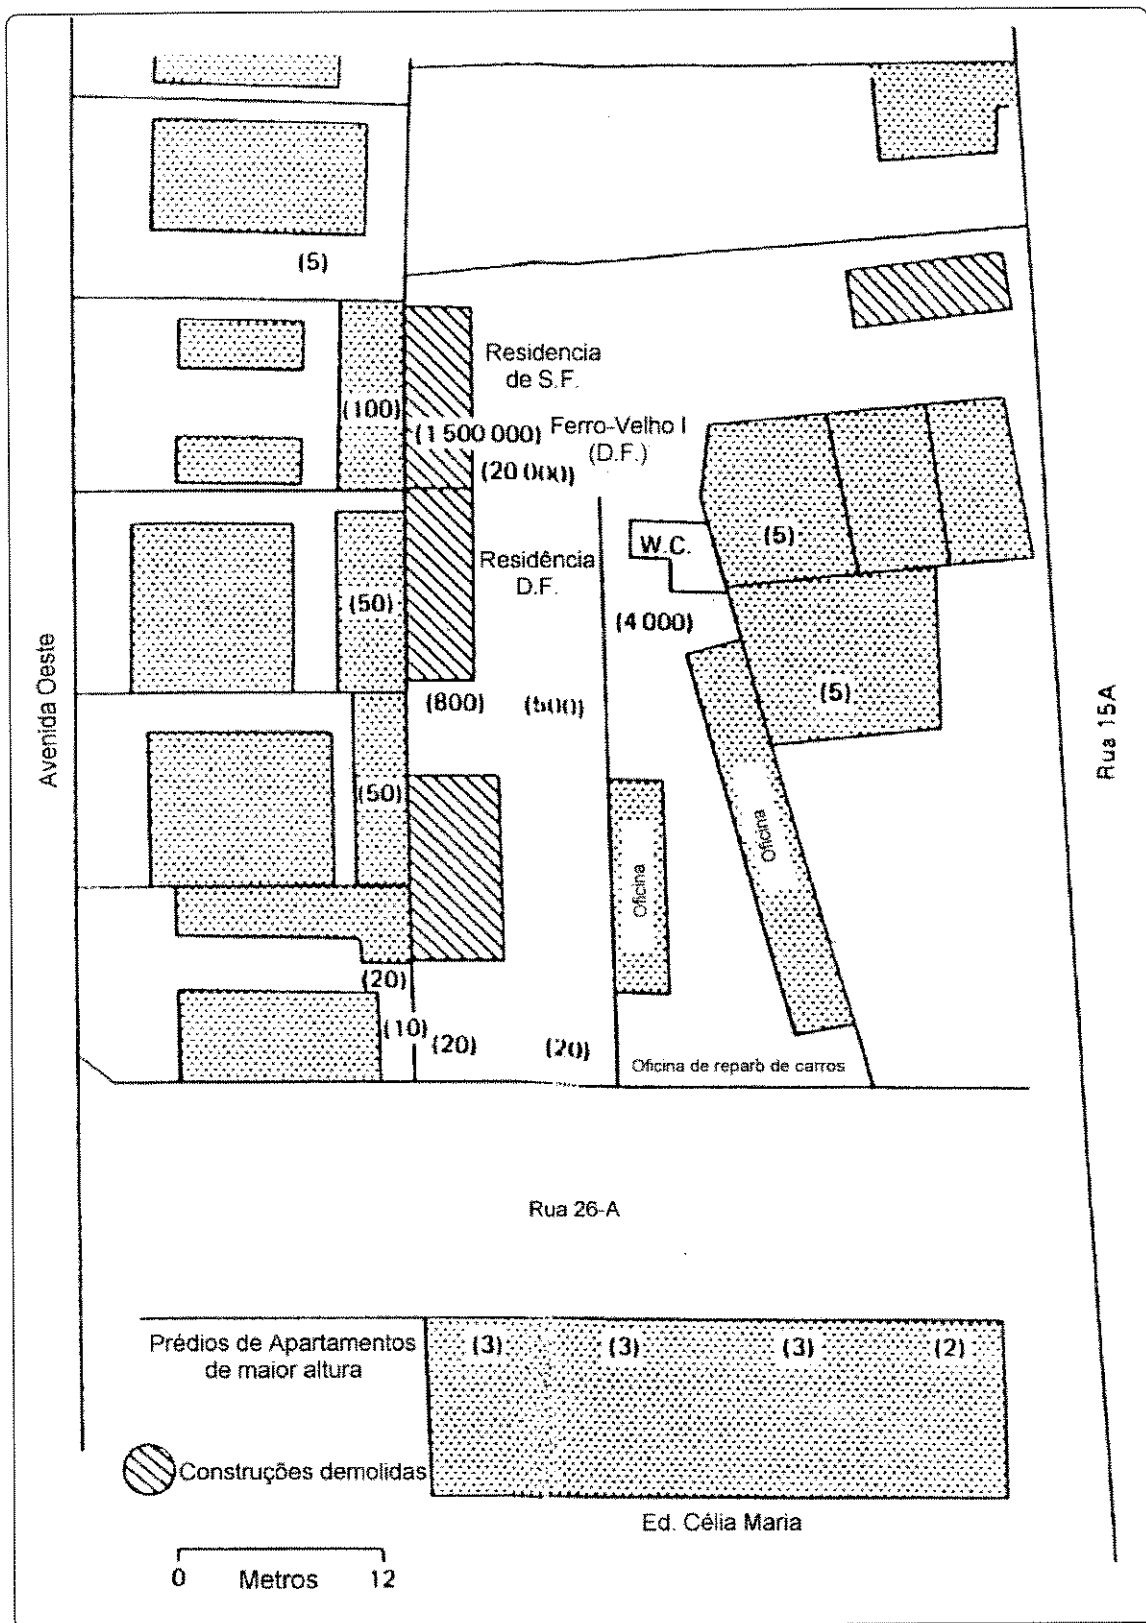 (5)
Residencia
de S.F.
(100)
(1 500 000)
Ferro-Velho I
(D.F.)
(20 000)
W.C.
(5)
Residência
D.F.
(50)
(4 000)
Avenida Oeste
(800)
(500)
(5)
Rua 15A
(50)
Oficina
Oficina
(20)
(10)
(20)
(20)
Oficina de reparb de carros
Rua 26-A
Prédios de Apartamentos
de maior altura
(3)
(3)
(3)
(2)
Construções demolidas
Ed. Célia Maria
0 Metros 12